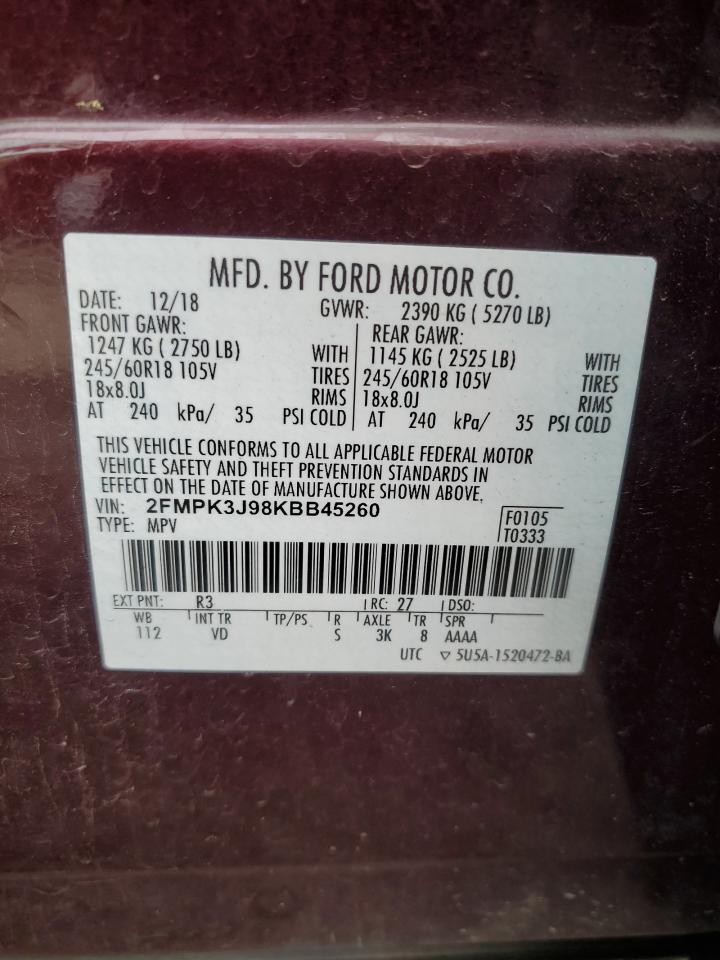 MFD. BY FORD MOTOR CO.
DATE: 12/18 GVWR: 2390 KG ( 5270 LB)
FRONT GAWR: REAR GAWR:
1247 KG ( 2750 LB) WITH 1145 KG ( 2525 LB) WITH
245/60R18 105V TIRES 245/60R18 105V TIRES
18x8.0J RIMS 18x8.0J RIMS
AT 240 kPa/ 35 PSI COLD AT 240 kPa/ 35 PSI COLD
THIS VEHICLE CONFORMS TO ALL APPLICABLE FEDERAL MOTOR
VEHICLE SAFETY AND THEFT PREVENTION STANDARDS IN
EFFECT ON THE DATE OF MANUFACTURE SHOWN ABOVE.
VIN: 2FMPK3J98KBB45260 F0105
TYPE: MPV T0333
EXT PNT: R3 RC: 27 DSO:
WB INT TR TP/PS R AXLE TR SPR
112 VD S 3K 8 AAAA
UTC ▽ 5U5A-1520472-BA